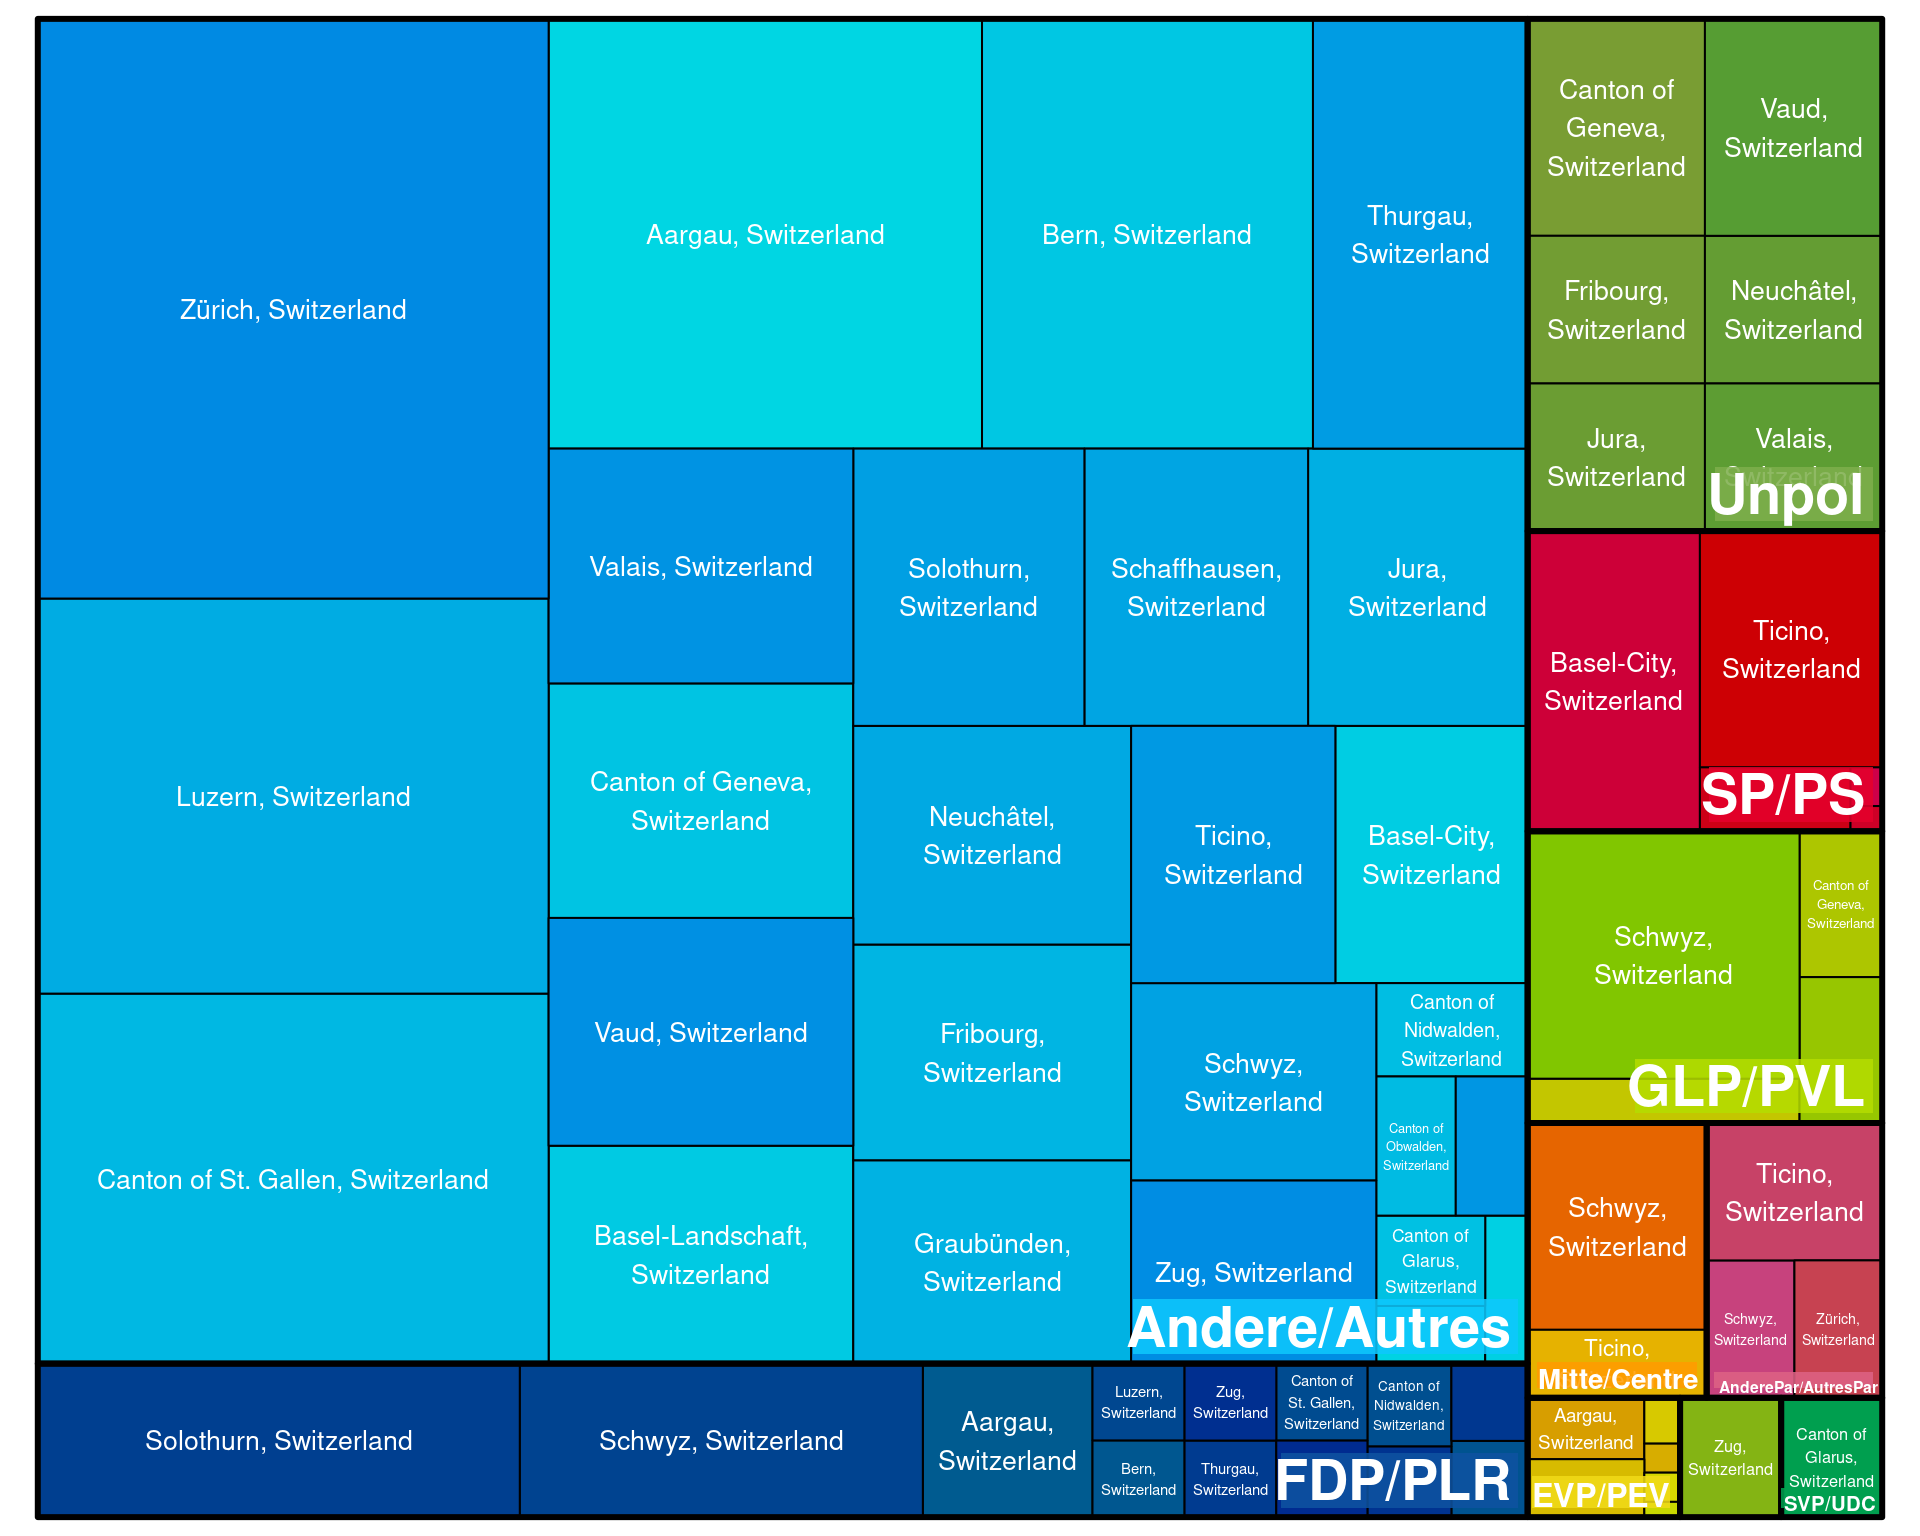 Zürich, Switzerland
Luzern, Switzerland
Canton of St. Gallen, Switzerland
Aargau, Switzerland
Bern, Switzerland
Thurgau,
Switzerland
Valais, Switzerland
Canton of Geneva,
Switzerland
Vaud, Switzerland
Basel-Landschaft,
Switzerland
Solothurn,
Switzerland
Schaffhausen,
Switzerland
Jura,
Switzerland
Neuchâtel,
Switzerland
Fribourg,
Switzerland
Graubünden,
Switzerland
Ticino,
Switzerland
Basel-City,
Switzerland
Schwyz,
Switzerland
Zug, Switzerland
Canton of
Nidwalden,
Switzerland
Canton of
Obwalden,
Switzerland
Canton of
Glarus,
Switzerland
Andere/Autres
Solothurn, Switzerland
Schwyz, Switzerland
Aargau,
Switzerland
Luzern,
Switzerland
Zug,
Switzerland
Canton of
St. Gallen,
Switzerland
Canton of
Nidwalden,
Switzerland
Bern,
Switzerland
Thurgau,
Switzerland
FDP/PLR
Canton of
Geneva,
Switzerland
Vaud,
Switzerland
Fribourg,
Switzerland
Neuchâtel,
Switzerland
Jura,
Switzerland
Valais,
Switzerland
Unpol
Basel-City,
Switzerland
Ticino,
Switzerland
SP/PS
Schwyz,
Switzerland
Canton of
Geneva,
Switzerland
GLP/PVL
Schwyz,
Switzerland
Ticino,
Mitte/Centre
Ticino,
Switzerland
Schwyz,
Switzerland
Zürich,
Switzerland
AnderePar/AutresPar
Aargau,
Switzerland
EVP/PEV
Zug,
Switzerland
Canton of
Glarus,
Switzerland
SVP/UDC